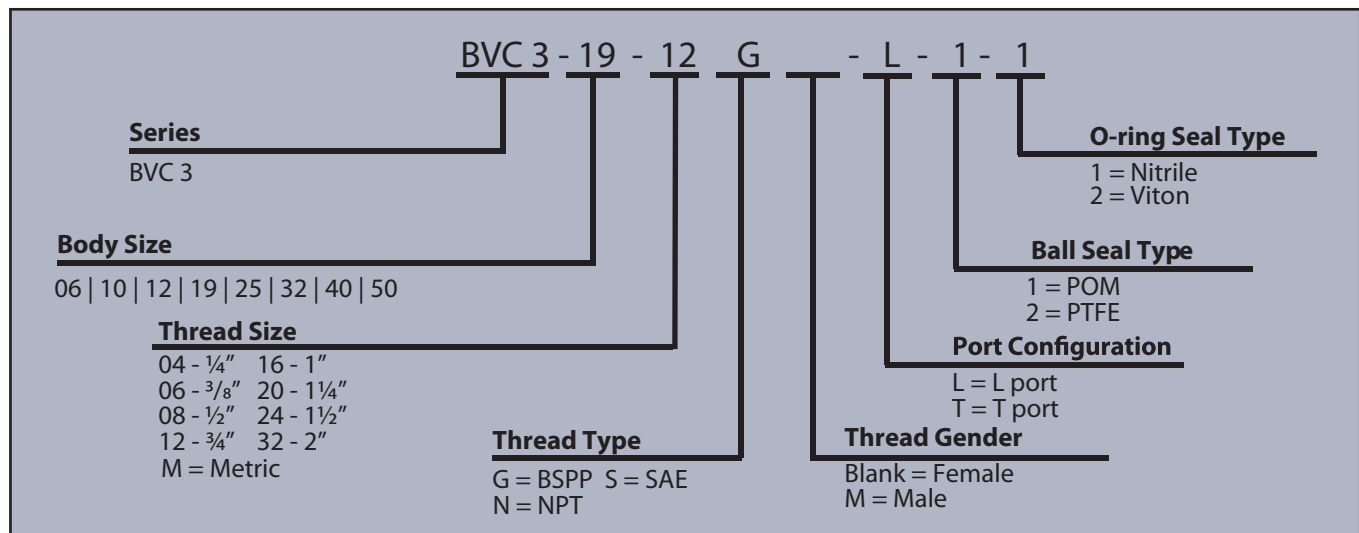 BVC 3 - 19 - 12 G - L - 1 - 1
Series
BVC 3
O-ring Seal Type
1 = Nitrile
2 = Viton
Body Size
06 | 10 | 12 | 19 | 25 | 32 | 40 | 50
Ball Seal Type
1 = POM
2 = PTFE
Thread Size
04 - ¼” 16 - 1”
06 - ³/₈” 20 - 1¼”
08 - ½” 24 - 1½”
12 - ¾” 32 - 2”
M = Metric
Port Configuration
L = L port
T = T port
Thread Type
G = BSPP S = SAE
N = NPT
Thread Gender
Blank = Female
M = Male